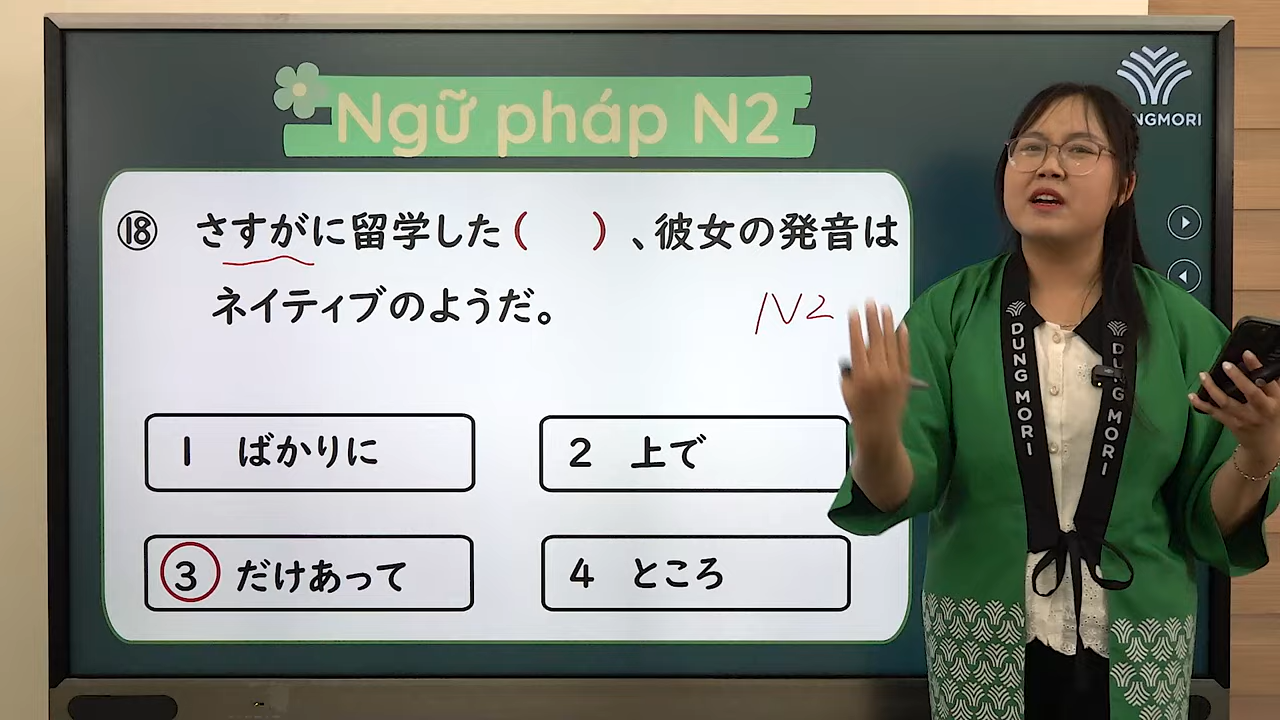 Ngữ pháp N2
⑱ さすがに留学した( )、彼女の発音は
ネイティブのようだ。
N2
1 ばかりに
2 上で
3 だけあって
4 ところ
NGMORI
DUNG MORI
DUNG MORI